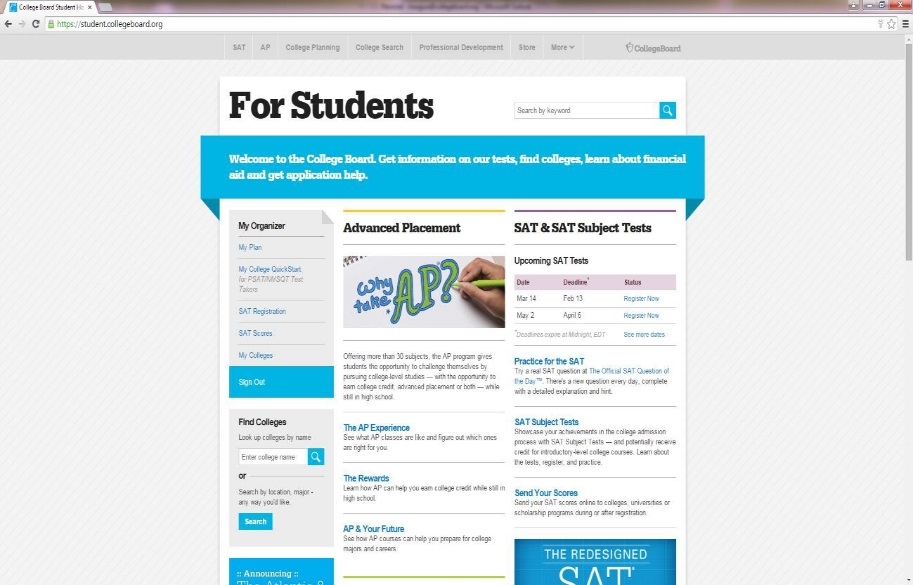 College Board Student Ho
https://student.collegeboard.org
SAT
AP
College Planning
College Search
Professional Development
Store
More
CollegeBoard
For Students
Search by keyword
Welcome to the College Board. Get information on our tests, find colleges, learn about financial
aid and get application help.
My Organizer
My Plan
My College QuickStart
for PSAT/NMSQT Test
Takers
SAT Registration
SAT Scores
My Colleges
Sign Out
Find Colleges
Look up colleges by name
Enter college name
or
Search by location, major -
any way you'd like.
Search
:: Announcing ::
Advanced Placement
why
take AP?
Offering more than 30 subjects, the AP program gives
students the opportunity to challenge themselves by
pursuing college-level studies — with the opportunity to
earn college credit, advanced placement or both — while
still in high school.
The AP Experience
See what AP classes are like and figure out which ones
are right for you.
The Rewards
Learn how AP can help you earn college credit while still in
high school.
AP & Your Future
See how AP courses can help you prepare for college
majors and careers.
SAT & SAT Subject Tests
Upcoming SAT Tests
Date Deadline* Status
Mar 14 Feb 13 Register Now
May 2 April 6 Register Now
*Deadlines expire at Midnight, EDT See more dates
Practice for the SAT
Try a real SAT question at The Official SAT Question of
the Day™. There's a new question every day, complete
with a detailed explanation and hint.
SAT Subject Tests
Showcase your achievements in the college admission
process with SAT Subject Tests — and potentially receive
credit for introductory-level college courses. Learn about
the tests, register, and practice.
Send Your Scores
Send your SAT scores online to colleges, universities or
scholarship programs during or after registration.
THE REDESIGNED
SAT®